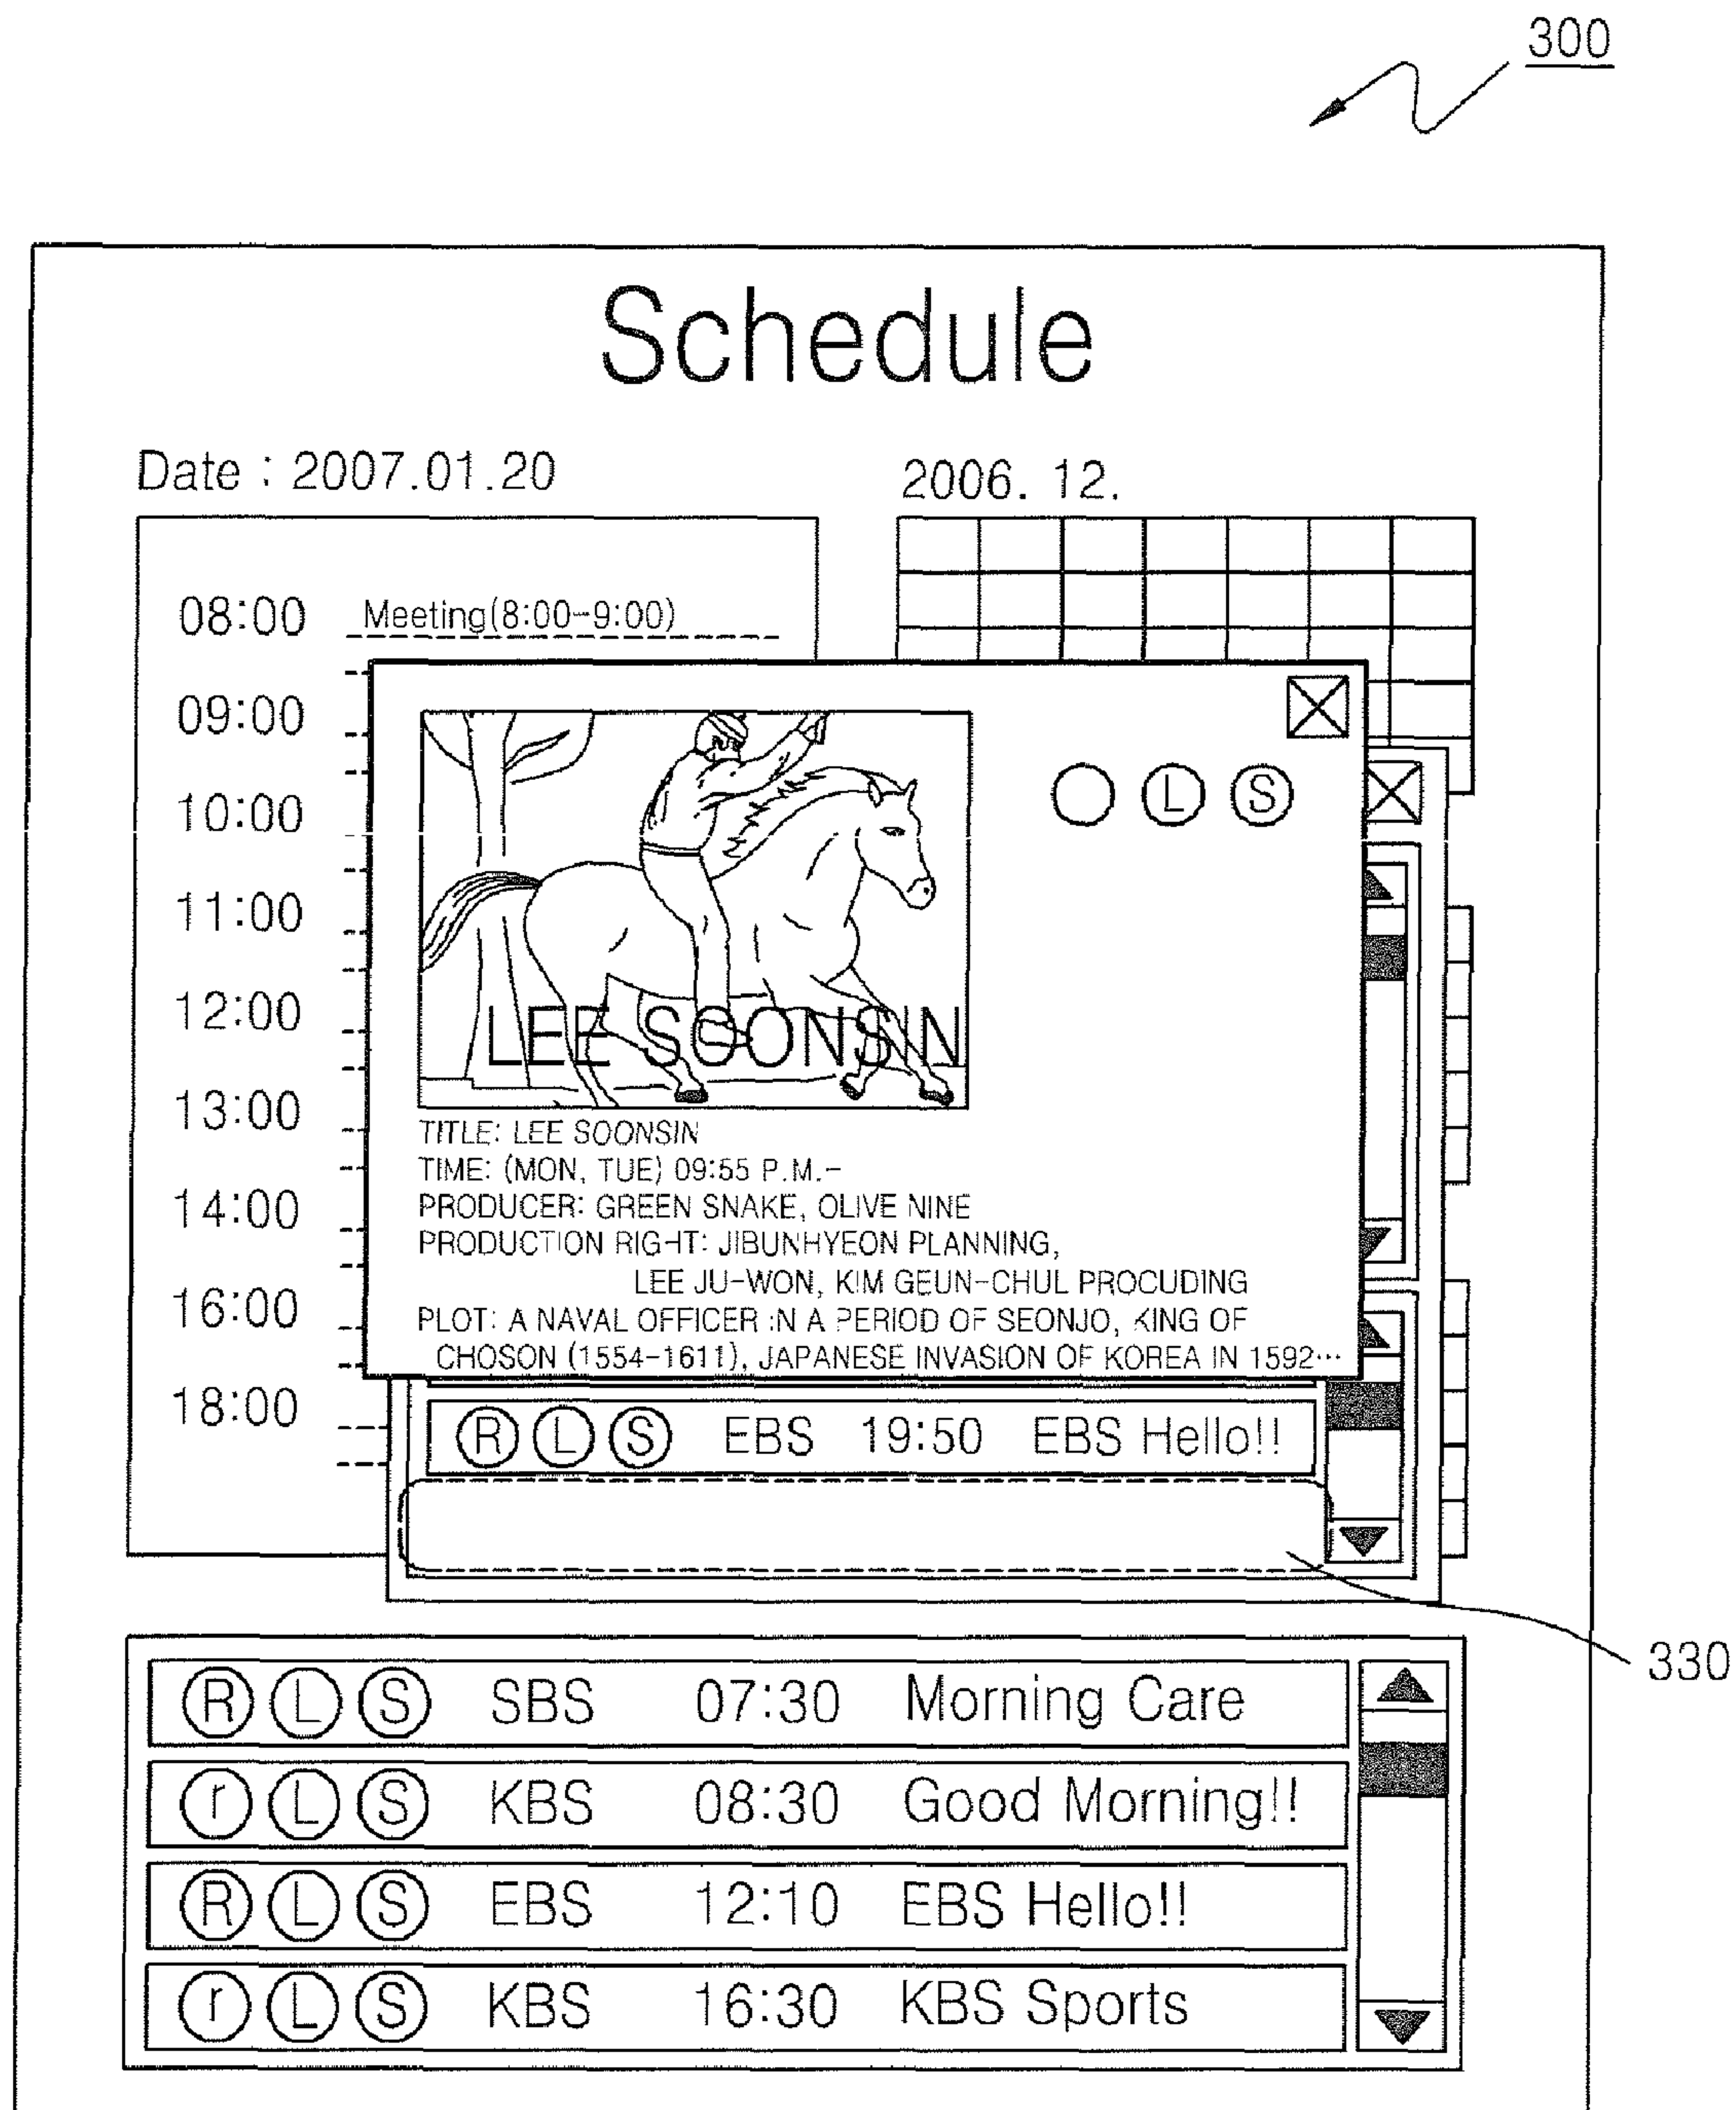 300
Schedule
Date : 2007.01.20
2006. 12.
08:00 Meeting(8:00-9:00)
09:00
10:00
11:00
12:00
13:00
14:00
16:00
18:00
L S
LEE SOONSIN
TITLE: LEE SOONSIN
TIME: (MON, TUE) 09:55 P.M.-
PRODUCER: GREEN SNAKE, OLIVE NINE
PRODUCTION RIGHT: JIBUNHYEON PLANNING,
LEE JU-WON, KIM GEUN-CHUL PROCUDING
PLOT: A NAVAL OFFICER IN A PERIOD OF SEONJO, KING OF
CHOSON (1554-1611), JAPANESE INVASION OF KOREA IN 1592…
R L S EBS 19:50 EBS Hello!!
330
R L S SBS 07:30 Morning Care
r L S KBS 08:30 Good Morning!!
R L S EBS 12:10 EBS Hello!!
r L S KBS 16:30 KBS Sports